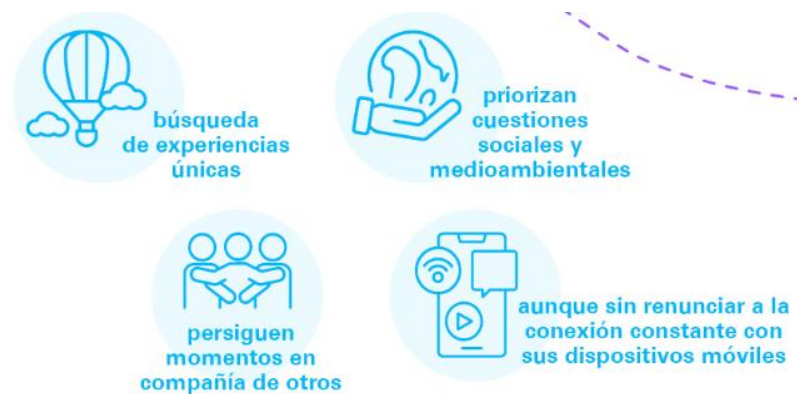 búsqueda
de experiencias
únicas
priorizan
cuestiones
sociales y
medioambientales
persiguen
momentos en
compañía de otros
aunque sin renunciar a la
conexión constante con
sus dispositivos móviles